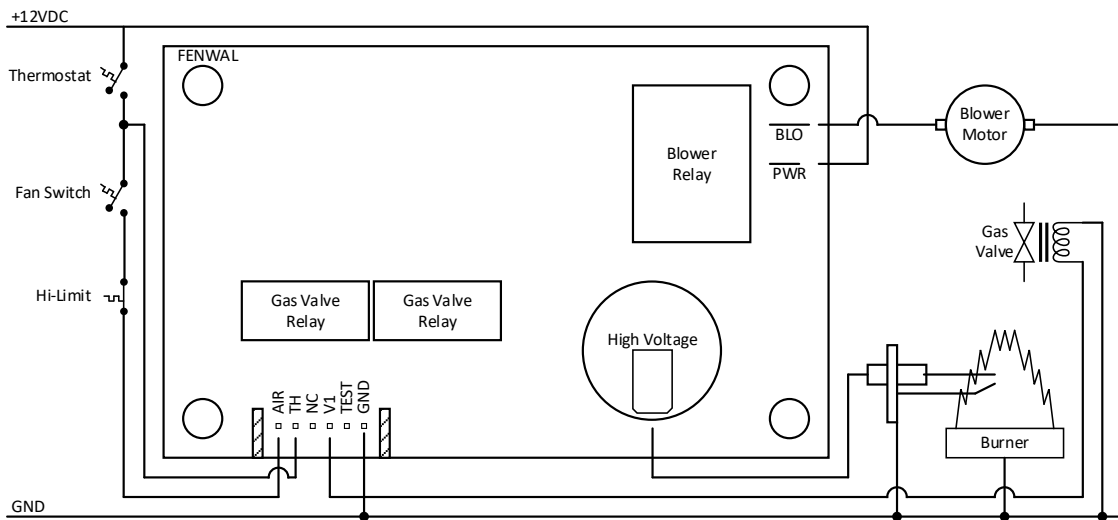 +12VDC
FENWAL
Thermostat
Blower
Motor
BLO
Blower
Relay
PWR
Fan Switch
Gas
Valve
Hi-Limit
Gas Valve
Relay
Gas Valve
Relay
High Voltage
AIR
TH
NC
V1
TEST
GND
Burner
GND